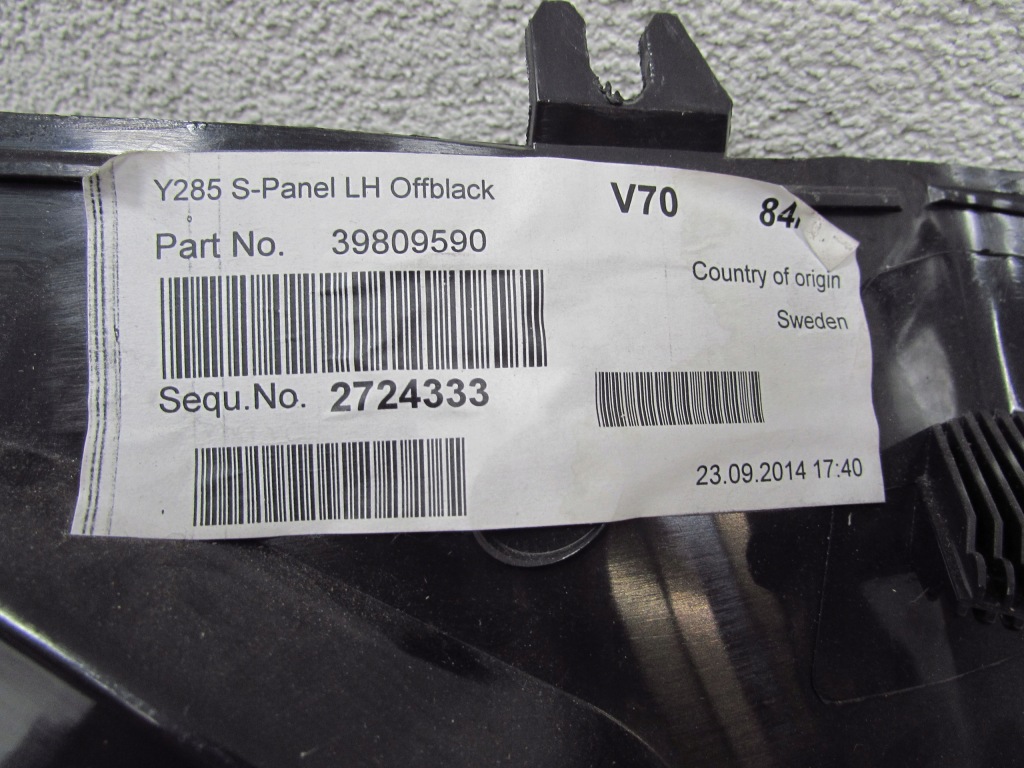 Y285 S-Panel LH Offblack
V70
Part No. 39809590
Country of origin
Sweden
Sequ.No. 2724333
23.09.2014 17:40